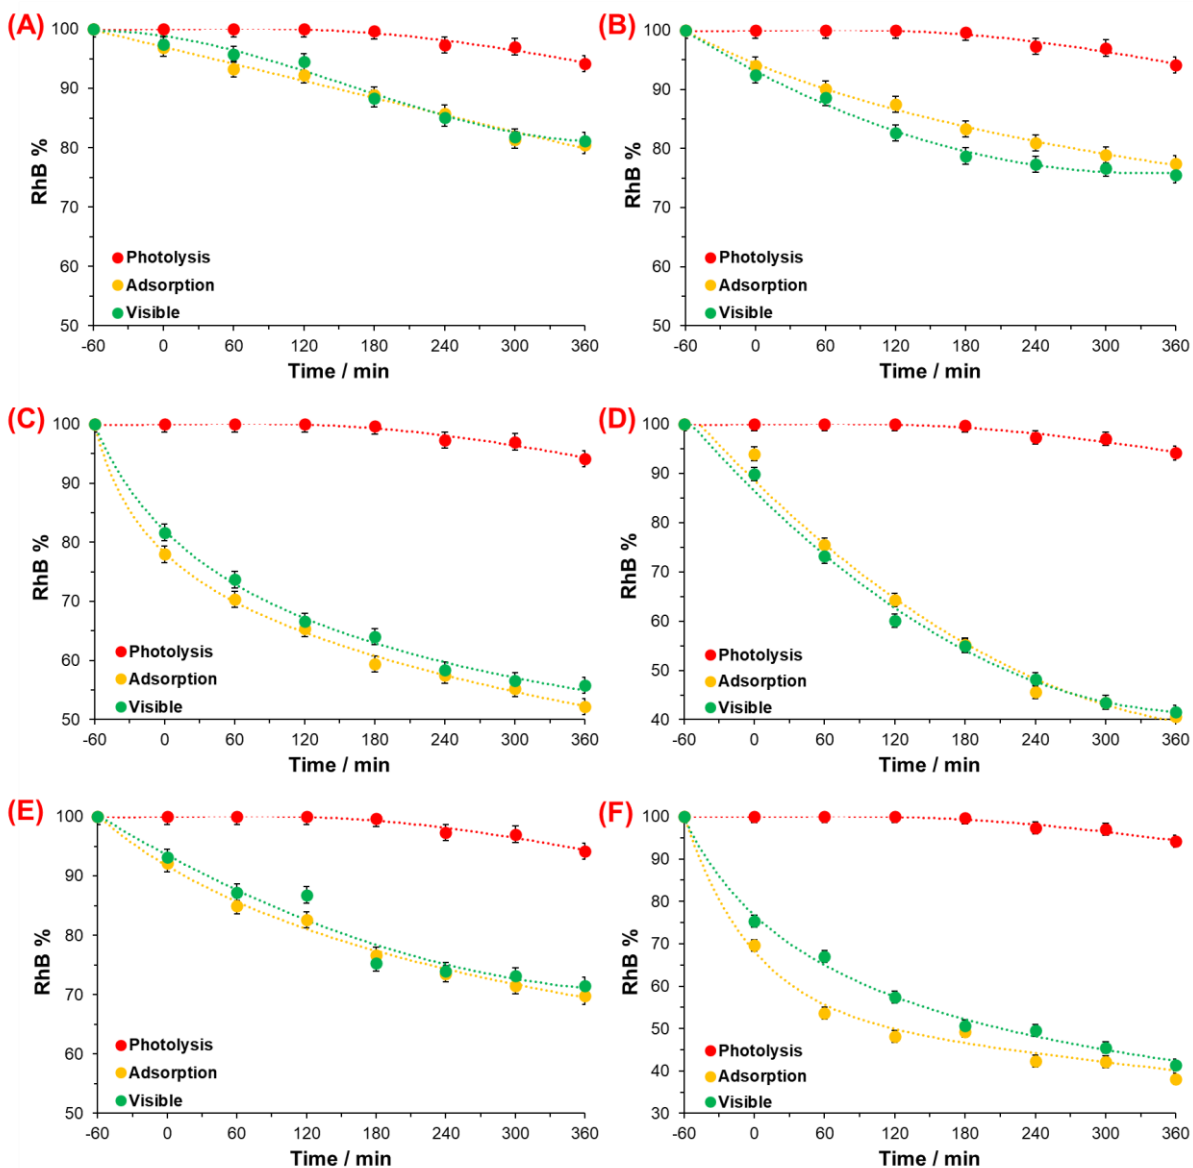 (A)
100
90
80
70
60
50
RhB %
Photolysis
Adsorption
Visible
-60 0 60 120 180 240 300 360
Time / min
(B)
100
90
80
70
60
50
RhB %
Photolysis
Adsorption
Visible
-60 0 60 120 180 240 300 360
Time / min
(C)
100
90
80
70
60
50
RhB %
Photolysis
Adsorption
Visible
-60 0 60 120 180 240 300 360
Time / min
(D)
100
90
80
70
60
50
40
RhB %
Photolysis
Adsorption
Visible
-60 0 60 120 180 240 300 360
Time / min
(E)
100
90
80
70
60
50
RhB %
Photolysis
Adsorption
Visible
-60 0 60 120 180 240 300 360
Time / min
(F)
100
90
80
70
60
50
40
30
RhB %
Photolysis
Adsorption
Visible
-60 0 60 120 180 240 300 360
Time / min